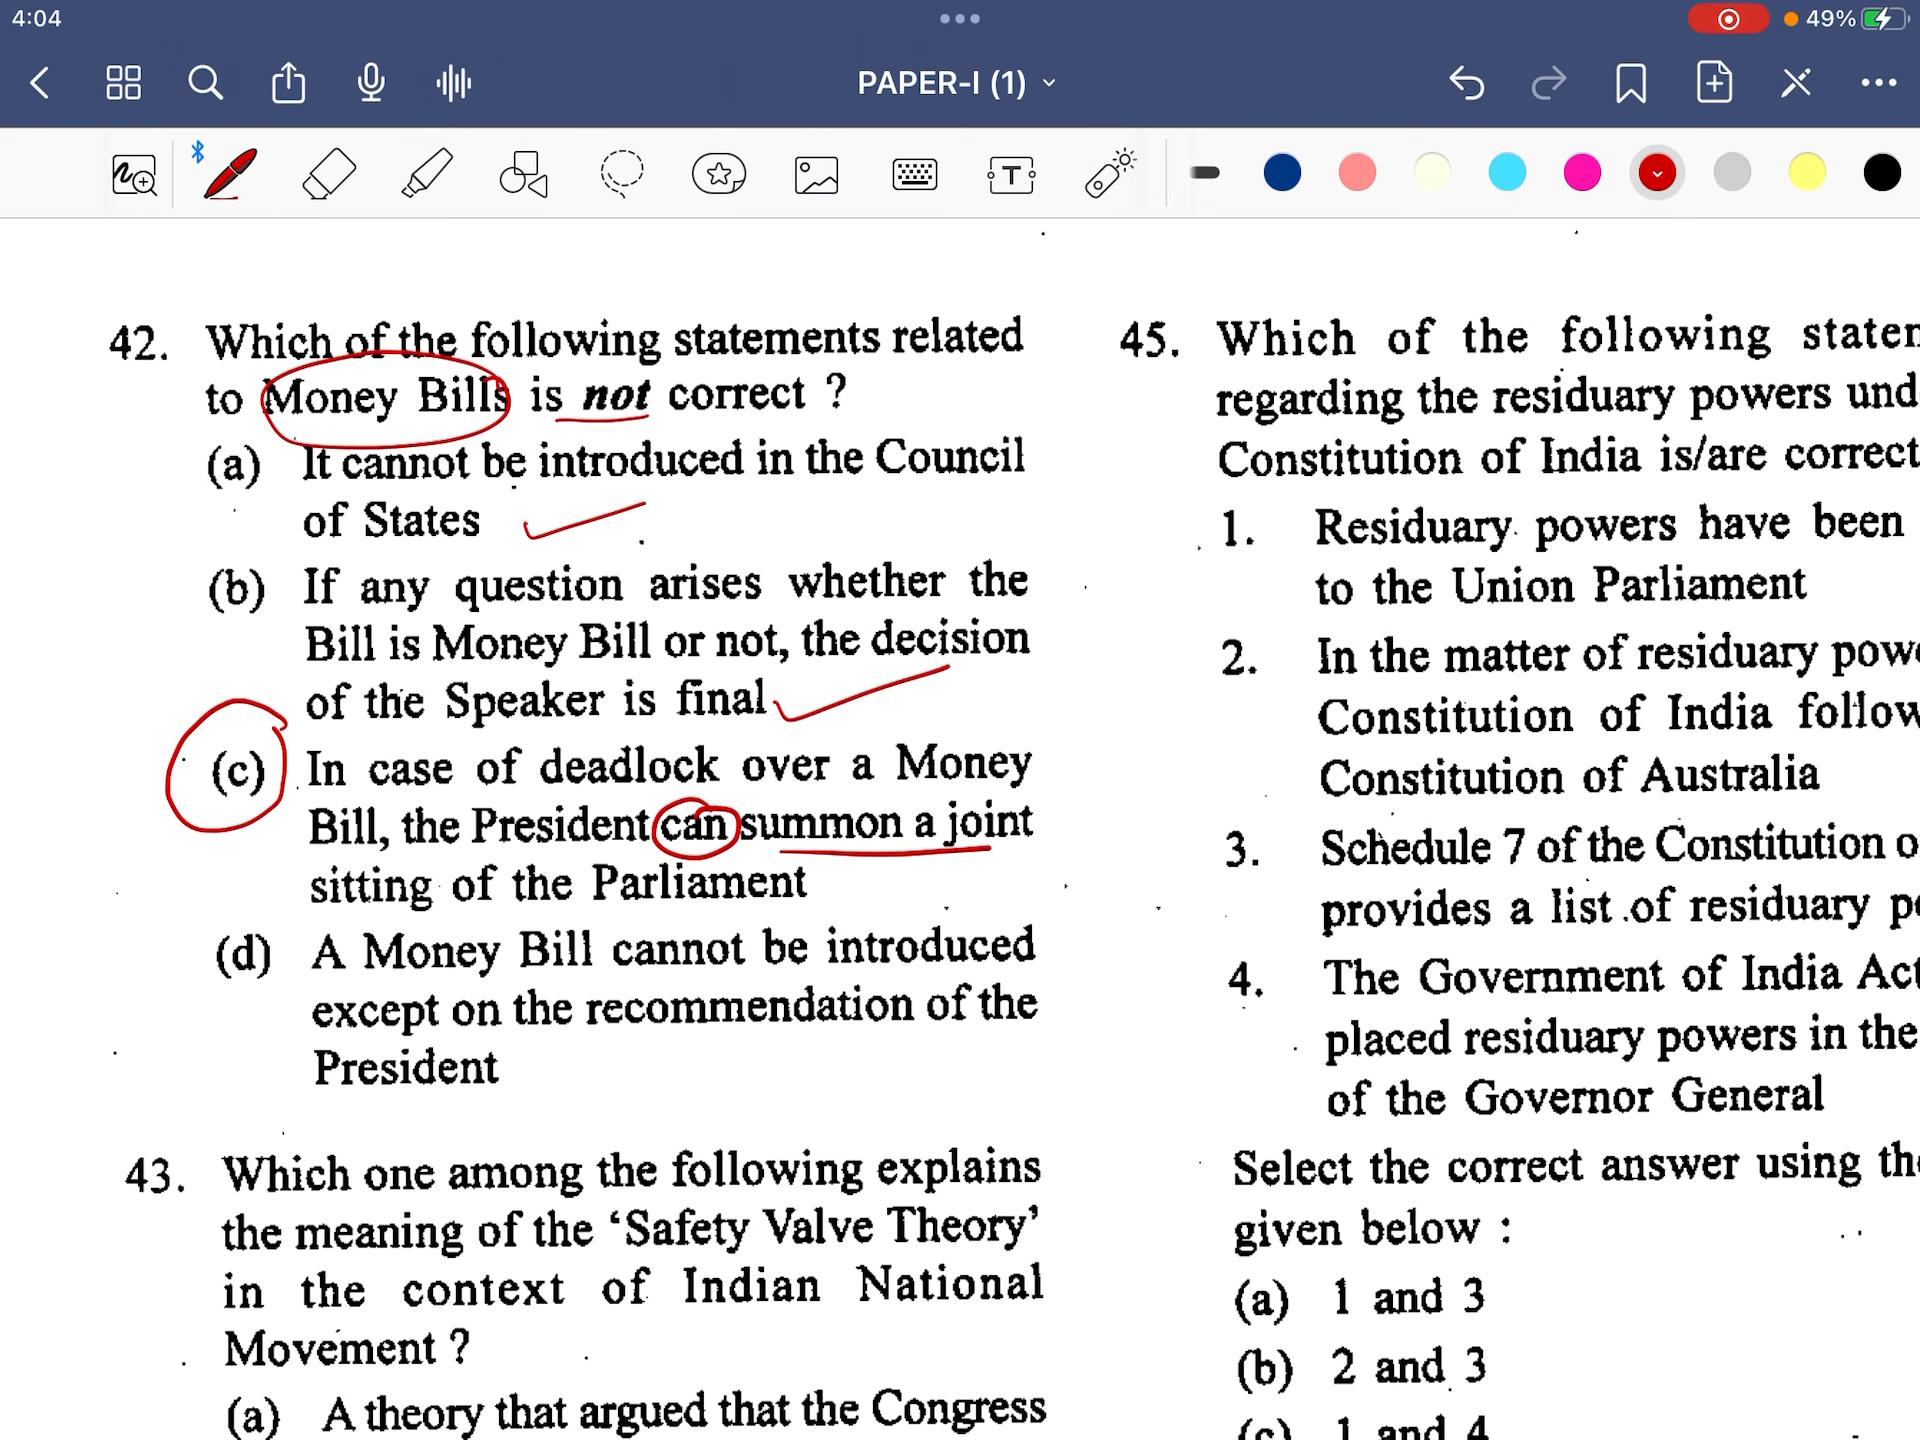 4:04
49%
PAPER-I (1)
T
42. Which of the following statements related
to Money Bills is not correct ?
(a) It cannot be introduced in the Council
of States
(b) If any question arises whether the
Bill is Money Bill or not, the decision
of the Speaker is final
(c) In case of deadlock over a Money
Bill, the President can summon a joint
sitting of the Parliament
(d) A Money Bill cannot be introduced
except on the recommendation of the
President
43. Which one among the following explains
the meaning of the ‘Safety Valve Theory’
in the context of Indian National
Movement ?
(a) A theory that argued that the Congress
45. Which of the following
regarding the residuary powers
Constitution of India is/are correct
1. Residuary powers have been
to the Union Parliament
2. In the matter of residuary
Constitution of India
Constitution of Australia
3. Schedule 7 of the Constitution
provides a list of residuary
4. The Government of India Act
placed residuary powers in the
of the Governor General
Select the correct answer using
given below :
(a) 1 and 3
(b) 2 and 3
(c) 1 and 4